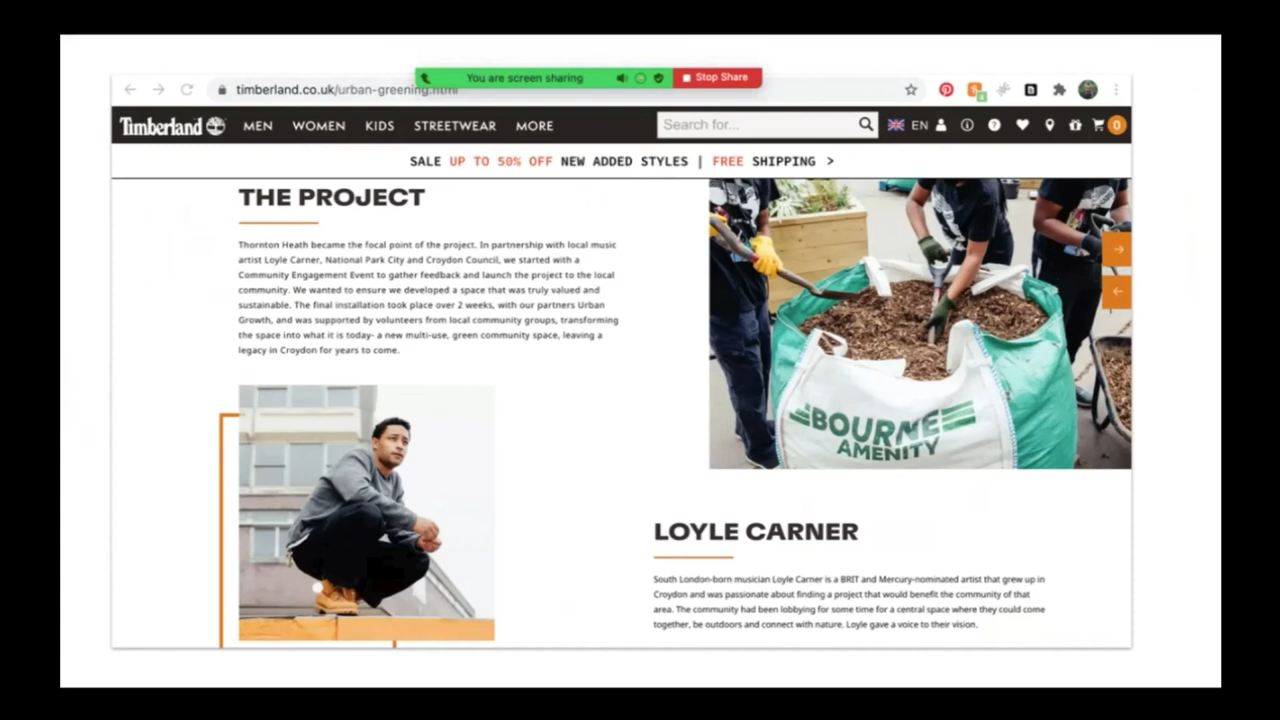 You are screen sharing
Stop Share
timberland.co.uk/urban-greening.html
Timberland
MEN
WOMEN
KIDS
STREETWEAR
MORE
Search for...
EN
0
SALE UP TO 50% OFF NEW ADDED STYLES | FREE SHIPPING >
THE PROJECT
Thornton Heath became the focal point of the project. In partnership with local music
artist Loyle Carner, National Park City and Croydon Council, we started with a
Community Engagement Event to gather feedback and launch the project to the local
community. We wanted to ensure we developed a space that was truly valued and
sustainable. The final installation took place over 2 weeks, with our partners Urban
Growth, and was supported by volunteers from local community groups, transforming
the space into what it is today- a new multi-use, green community space, leaving a
legacy in Croydon for years to come.
BOURNE
AMENITY
LOYLE CARNER
South London-born musician Loyle Carner is a BRIT and Mercury-nominated artist that grew up in
Croydon and was passionate about finding a project that would benefit the community of that
area. The community had been lobbying for some time for a central space where they could come
together, be outdoors and connect with nature. Loyle gave a voice to their vision.